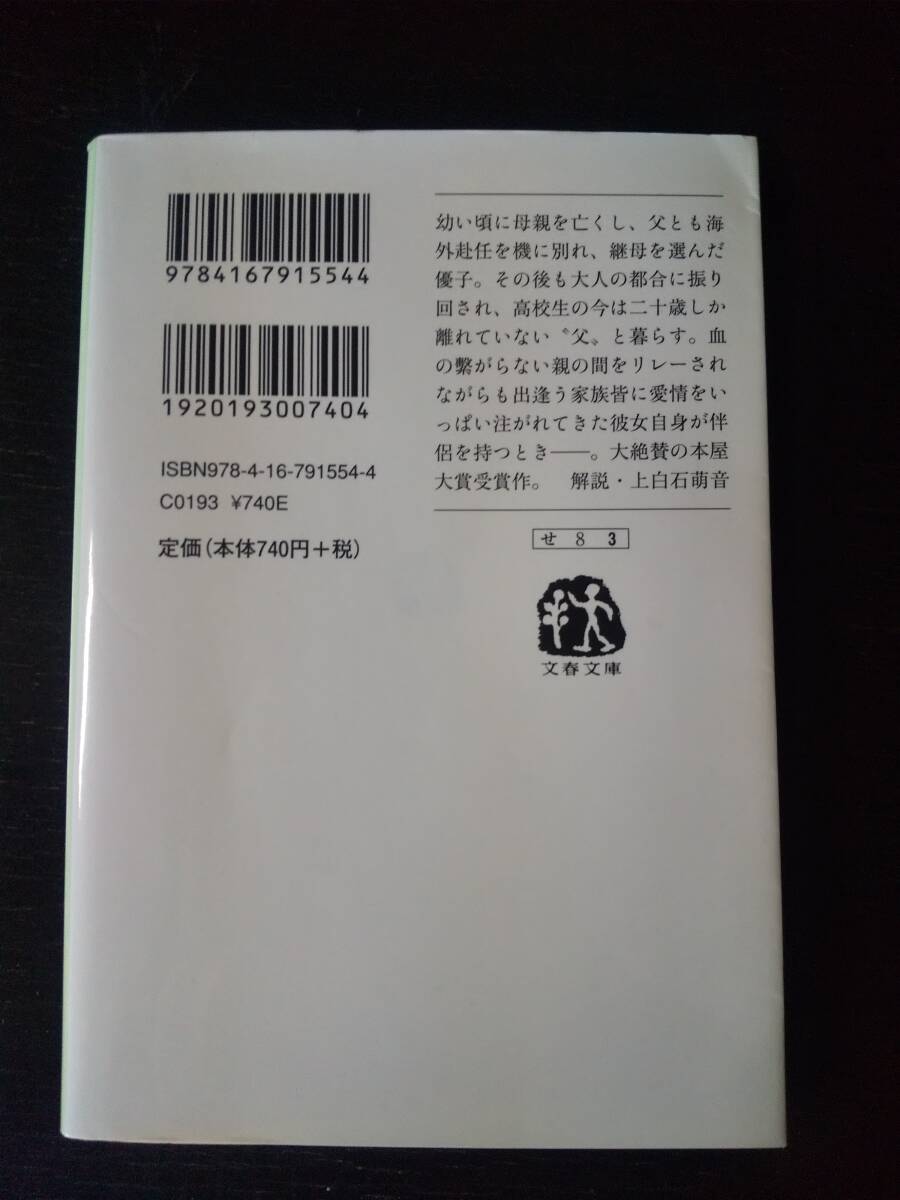 9784167915544
1920193007404
ISBN978-4-16-791554-4
C0193 ¥740E
定価(本体740円+税)
幼い頃に母親を亡くし、父とも海
外赴任を機に別れ、継母を選んだ
優子。その後も大人の都合に振り
回され、高校生の今は二十歳しか
離れていない〝父〟と暮らす。血
の繫がらない親の間をリレーされ
ながらも出逢う家族皆に愛情をい
っぱい注がれてきた彼女自身が伴
侶を持つとき――。大絶賛の本屋
大賞受賞作。　解説・上白石萌音
せ 8 3
文春文庫